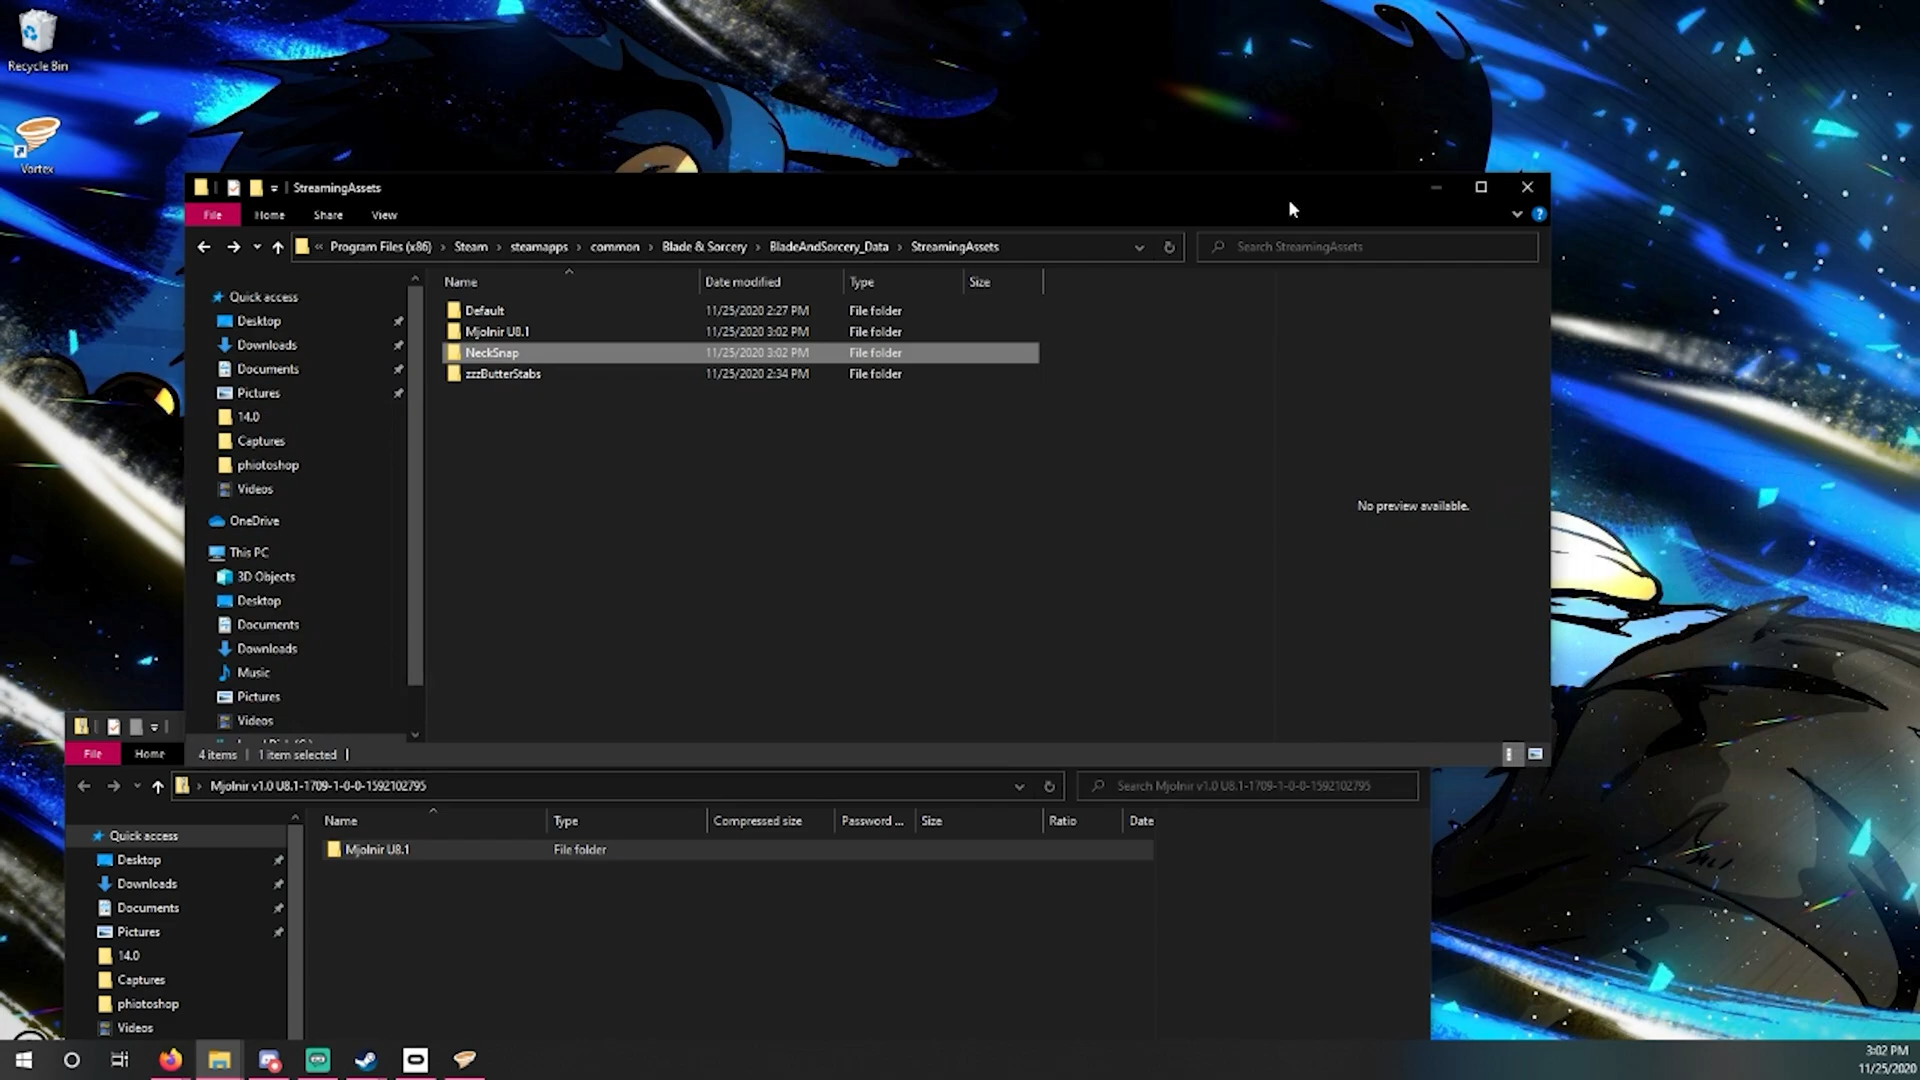 Recycle Bin
Vortex
StreamingAssets
File Home Share View
« Program Files (x86) › Steam › steamapps › common › Blade & Sorcery › BladeAndSorcery_Data › StreamingAssets
Search StreamingAssets
Name Date modified Type Size
Default 11/25/2020 2:27 PM File folder
Mjolnir U8.1 11/25/2020 3:02 PM File folder
NeckSnap 11/25/2020 3:02 PM File folder
zzzButterStabs 11/25/2020 2:34 PM File folder
Quick access
Desktop
Downloads
Documents
Pictures
14.0
Captures
phiotoshop
Videos
OneDrive
This PC
3D Objects
Desktop
Documents
Downloads
Music
Pictures
Videos
No preview available.
4 items 1 item selected
File Home
› Mjolnir v1.0 U8.1-1709-1-0-0-1592102795
Search Mjolnir v1.0 U8.1-1709-1-0-0-1592102795
Name Type Compressed size Password ... Size Ratio Date
Mjolnir U8.1 File folder
Quick access
Desktop
Downloads
Documents
Pictures
14.0
Captures
phiotoshop
Videos
3:02 PM
11/25/2020